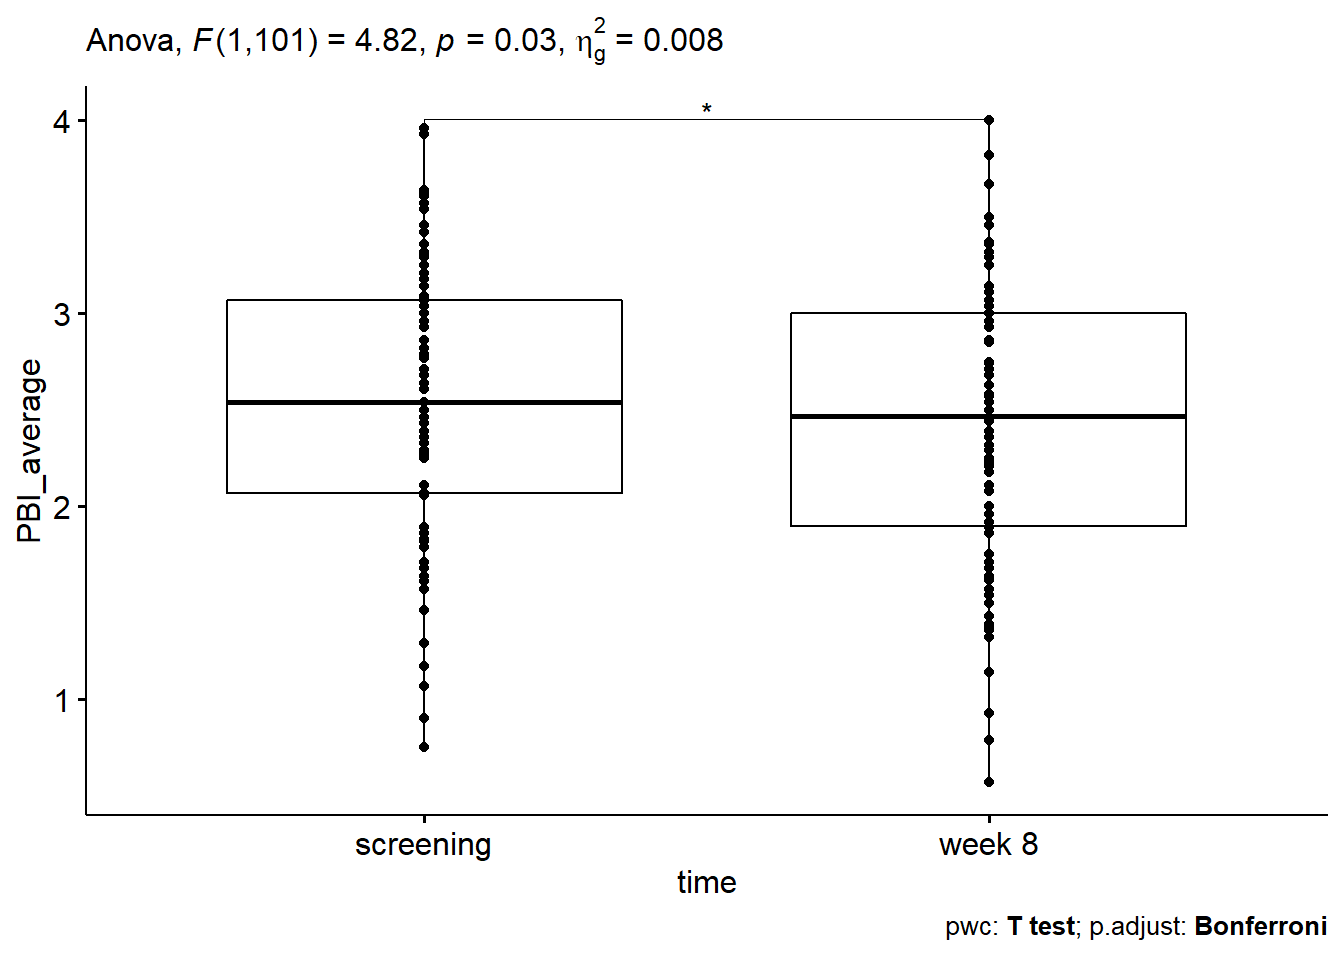 Anova, F(1,101) = 4.82, p = 0.03, η²g = 0.008
*
4
3
2
1
PBI_average
screening
week 8
time
pwc: T test; p.adjust: Bonferroni